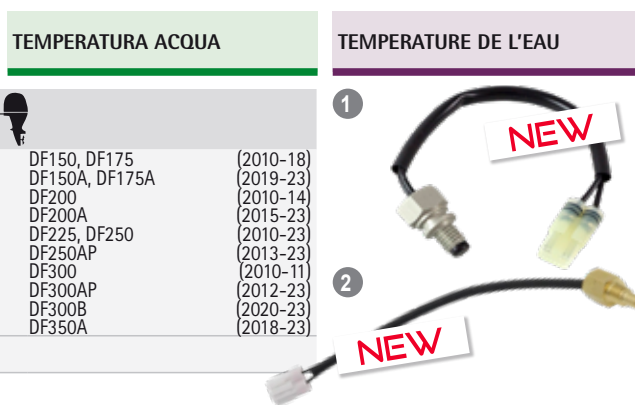 TEMPERATURA ACQUA
TEMPERATURE DE L'EAU
DF150, DF175 (2010-18)
DF150A, DF175A (2019-23)
DF200 (2010-14)
DF200A (2015-23)
DF225, DF250 (2010-23)
DF250AP (2013-23)
DF300 (2010-11)
DF300AP (2012-23)
DF300B (2020-23)
DF350A (2018-23)
1
NEW
2
NEW